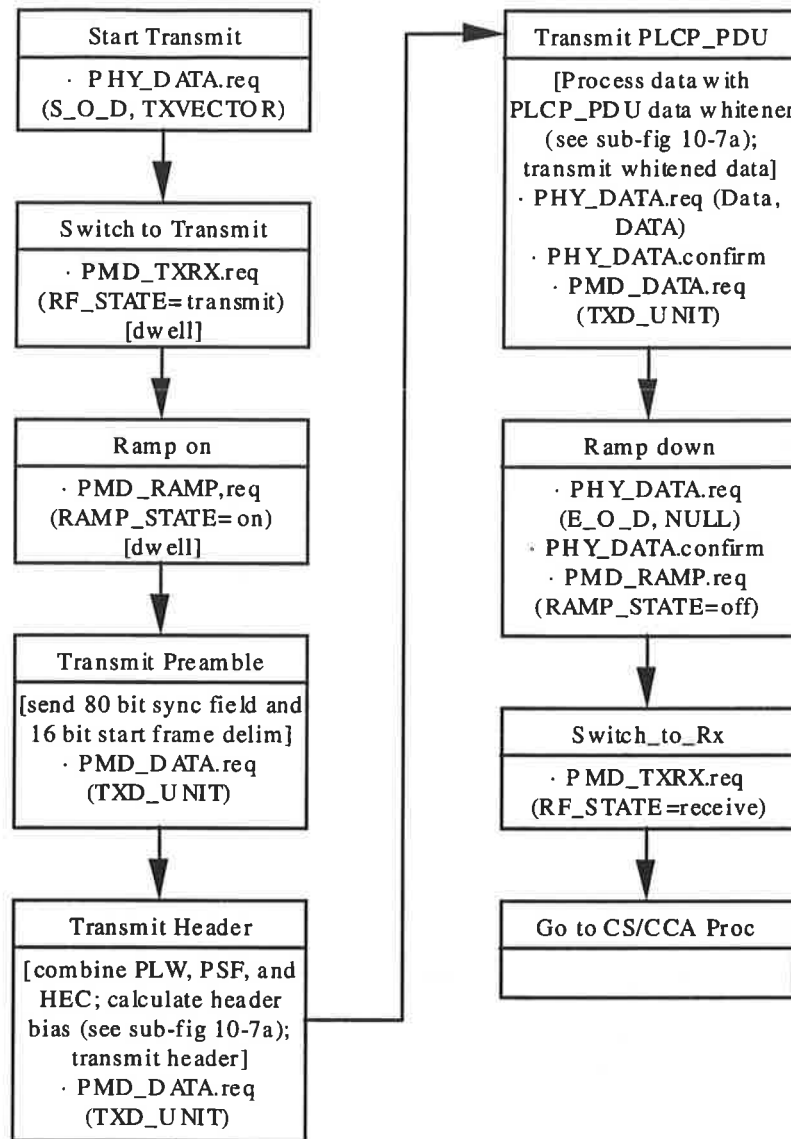 Start Transmit
· PHY_DATA.req
(S_O_D, TXVECTOR)
Switch to Transmit
· PMD_TXRX.req
(RF_STATE=transmit)
[dwell]
Ramp on
· PMD_RAMP,req
(RAMP_STATE=on)
[dwell]
Transmit Preamble
[send 80 bit sync field and
16 bit start frame delim]
· PMD_DATA.req
(TXD_UNIT)
Transmit Header
[combine PLW, PSF, and
HEC; calculate header
bias (see sub-fig 10-7a);
transmit header]
· PMD_DATA.req
(TXD_UNIT)
Transmit PLCP_PDU
[Process data with
PLCP_PDU data whitener
(see sub-fig 10-7a);
transmit whitened data]
· PHY_DATA.req (Data,
DATA)
· PHY_DATA.confirm
· PMD_DATA.req
(TXD_UNIT)
Ramp down
· PHY_DATA.req
(E_O_D, NULL)
· PHY_DATA.confirm
· PMD_RAMP.req
(RAMP_STATE=off)
Switch_to_Rx
· PMD_TXRX.req
(RF_STATE=receive)
Go to CS/CCA Proc